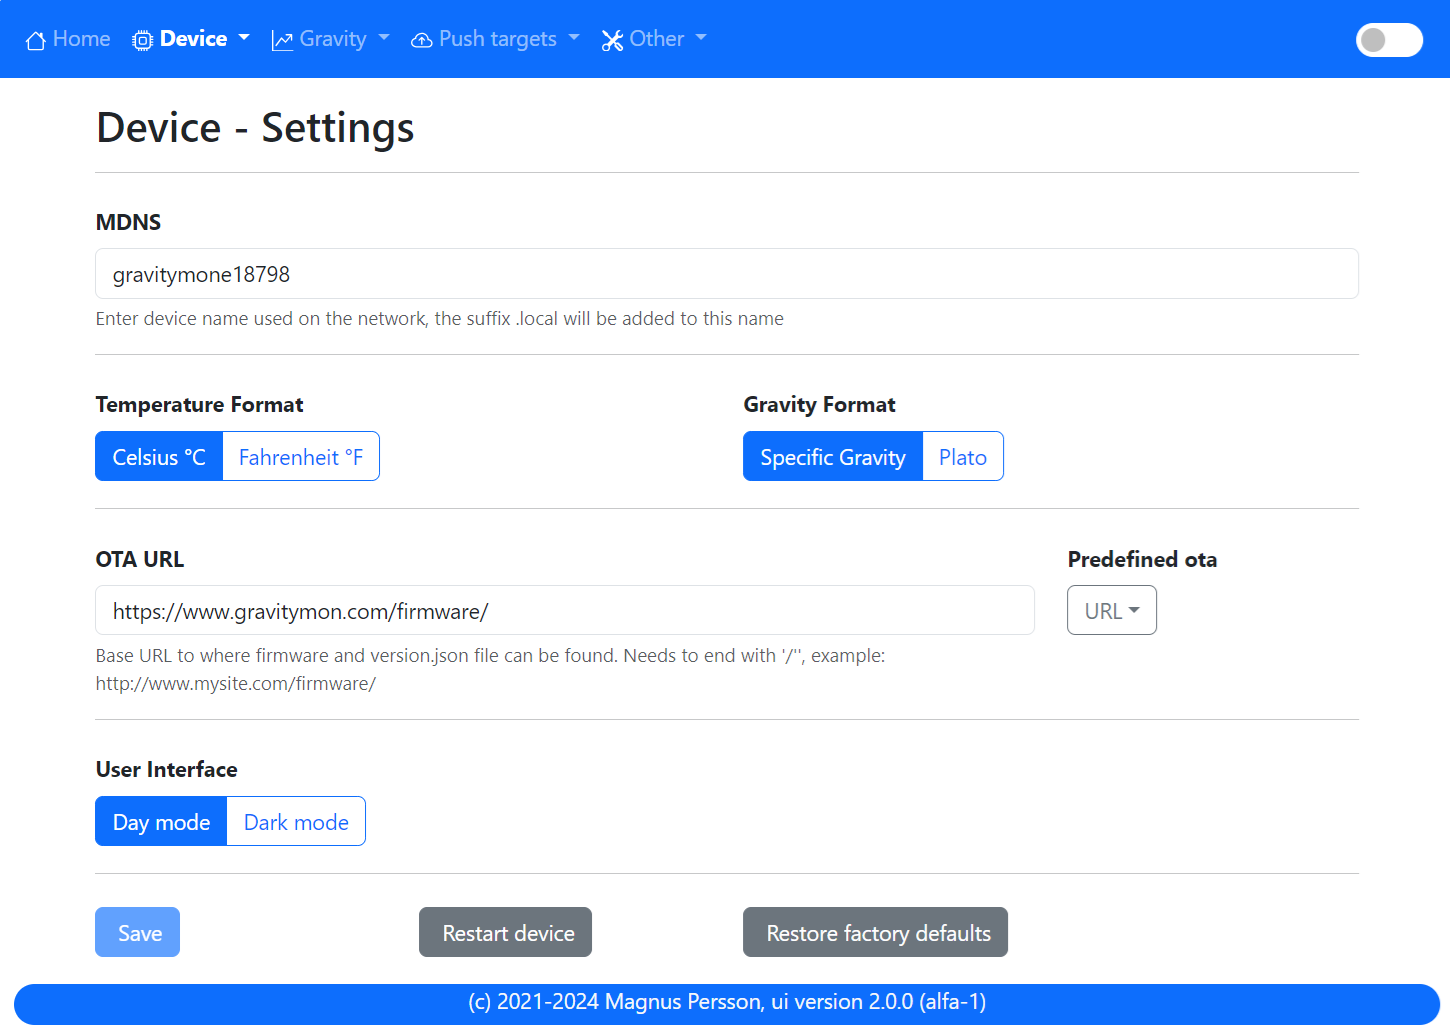 Home Device Gravity Push targets Other
Device - Settings
MDNS
gravitymone18798
Enter device name used on the network, the suffix .local will be added to this name
Temperature Format Gravity Format
Celsius °C Fahrenheit °F Specific Gravity Plato
OTA URL Predefined ota
https://www.gravitymon.com/firmware/ URL
Base URL to where firmware and version.json file can be found. Needs to end with '/'', example:
http://www.mysite.com/firmware/
User Interface
Day mode Dark mode
Save Restart device Restore factory defaults
(c) 2021-2024 Magnus Persson, ui version 2.0.0 (alfa-1)